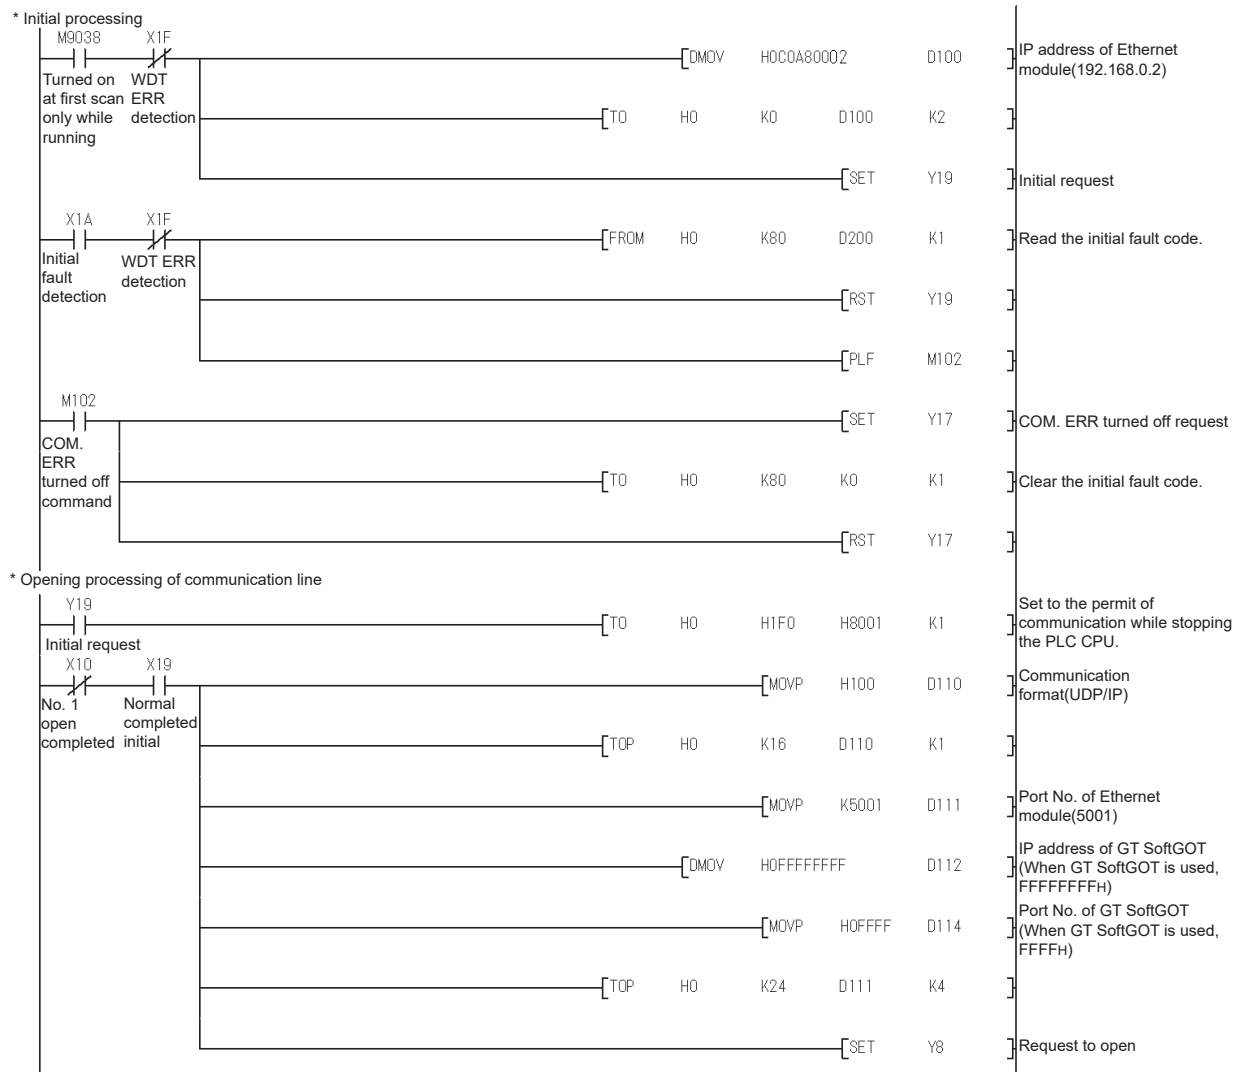 * Initial processing
M9038 X1F
DMOV H0C0A80002 D100
IP address of Ethernet
module(192.168.0.2)
Turned on
at first scan
only while
running
WDT
ERR
detection
TO H0 K0 D100 K2
SET Y19
Initial request
X1A X1F
FROM H0 K80 D200 K1
Read the initial fault code.
Initial
fault
detection
WDT ERR
detection
RST Y19
PLF M102
M102
SET Y17
COM. ERR turned off request
COM.
ERR
turned off
command
TO H0 K80 K0 K1
Clear the initial fault code.
RST Y17
* Opening processing of communication line
Y19
TO H0 H1F0 H8001 K1
Set to the permit of
communication while stopping
the PLC CPU.
Initial request
X10 X19
MOVP H100 D110
Communication
format(UDP/IP)
No. 1
open
completed
Normal
completed
initial
TOP H0 K16 D110 K1
MOVP K5001 D111
Port No. of Ethernet
module(5001)
DMOV H0FFFFFFFF D112
IP address of GT SoftGOT
(When GT SoftGOT is used,
FFFFFFFFH)
MOVP H0FFFF D114
Port No. of GT SoftGOT
(When GT SoftGOT is used,
FFFFH)
TOP H0 K24 D111 K4
SET Y8
Request to open